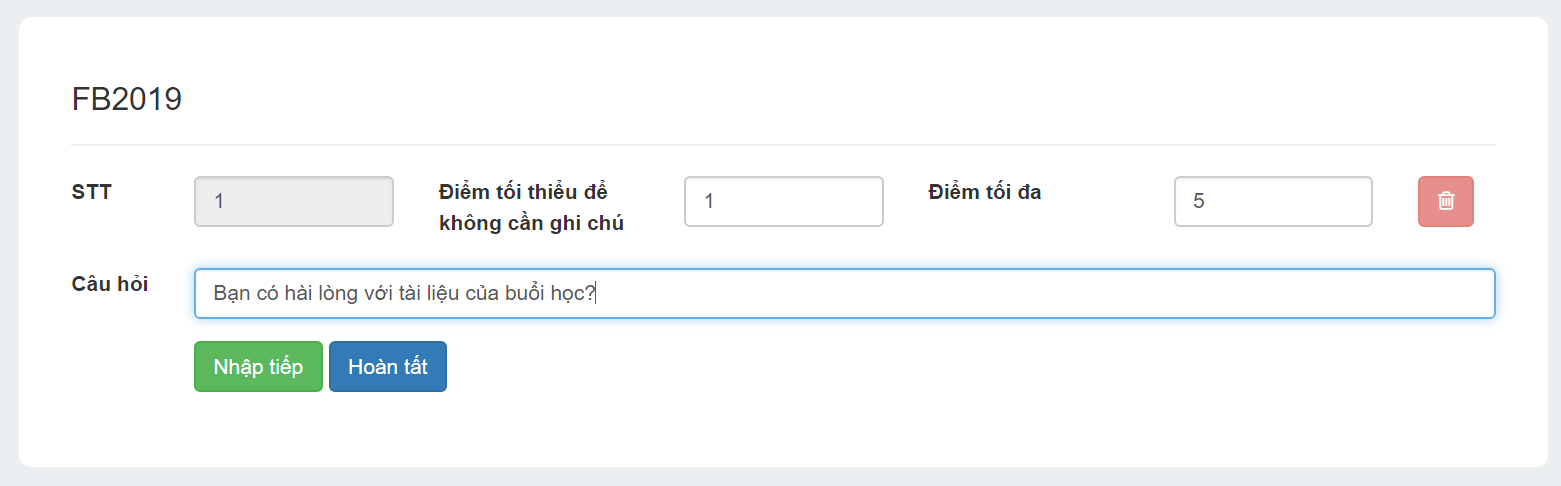 FB2019
STT
1
Điểm tối thiểu để
không cần ghi chú
1
Điểm tối đa
5
Câu hỏi
Bạn có hài lòng với tài liệu của buổi học?
Nhập tiếp
Hoàn tất